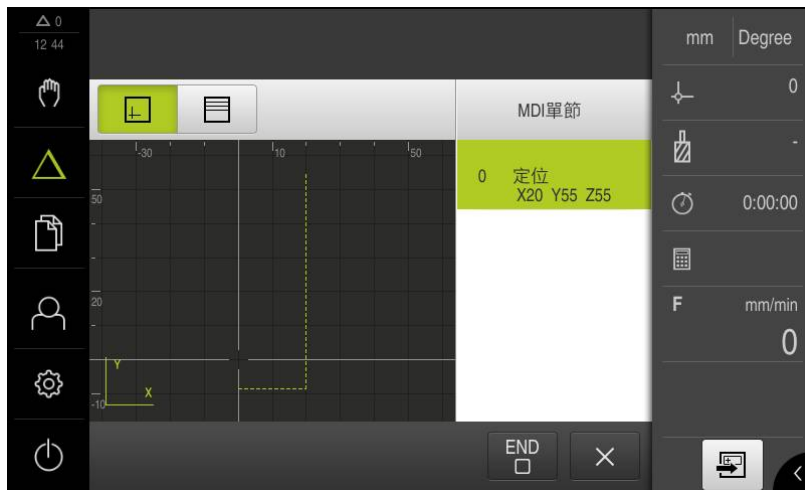 0
12 44
mm Degree
MDI單節
0
-
0:00:00
-30 10 50
50
20
-10
Y
X
0 定位
X20 Y55 Z55
F mm/min
0
END